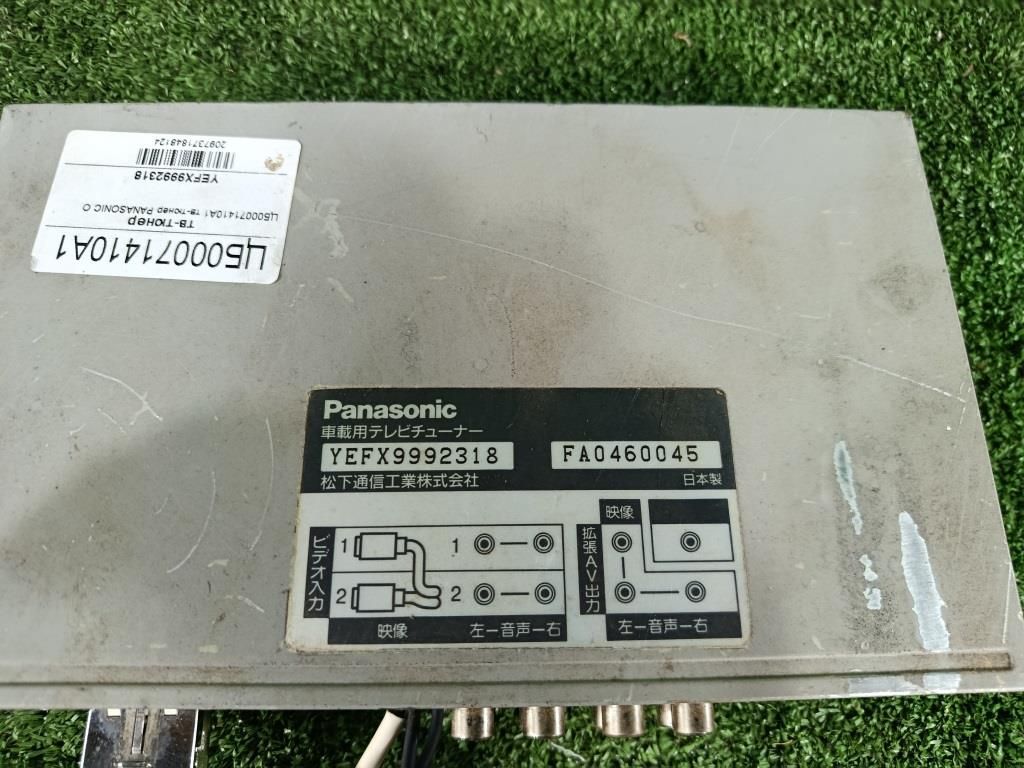 ЦБ00071410A1
ТВ-Тюнер
ЦБ00071410A1 ТВ-Тюнер PANASONIC О
YEFX9992318
2097371848124
Panasonic
車載用テレビチューナー
YEFX9992318 FA0460045
松下通信工業株式会社 日本製
ビデオ入力
1 1
2 2
映像 左ー音声ー右
拡張AV出力
映像
左ー音声ー右